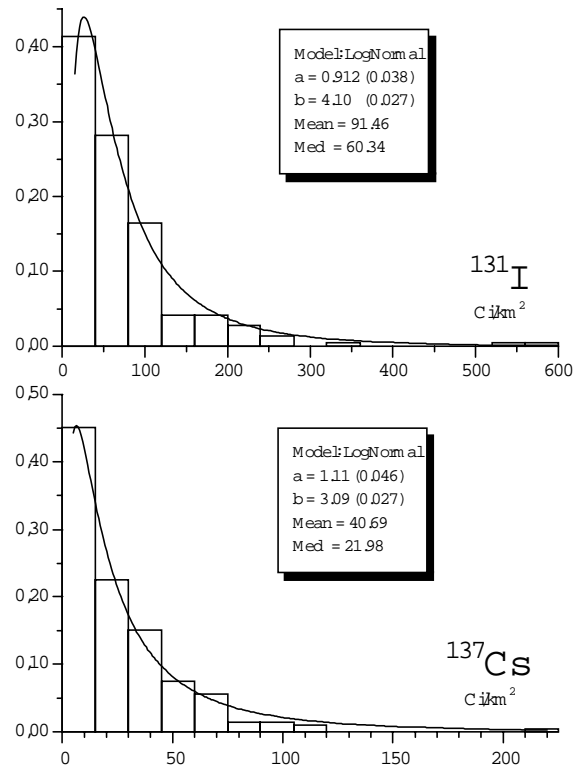 0,40
0,30
0,20
0,10
0,00
Model:LogNormal
a = 0.912 (0.038)
b = 4.10 (0.027)
Mean = 91.46
Med = 60.34
131I
Ci/km2
0 100 200 300 400 500 600
0,50
0,40
0,30
0,20
0,10
0,00
Model:LogNormal
a = 1.11 (0.046)
b = 3.09 (0.027)
Mean = 40.69
Med = 21.98
137Cs
Ci/km2
0 50 100 150 200